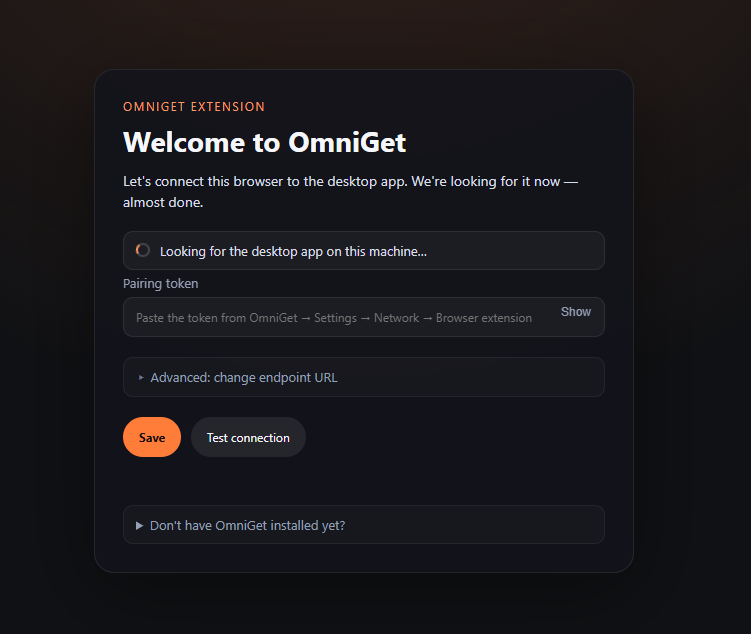 OMNIGET EXTENSION
Welcome to OmniGet
Let's connect this browser to the desktop app. We're looking for it now —
almost done.
Looking for the desktop app on this machine...
Pairing token
Paste the token from OmniGet → Settings → Network → Browser extension
Show
▸ Advanced: change endpoint URL
Save
Test connection
▶ Don't have OmniGet installed yet?